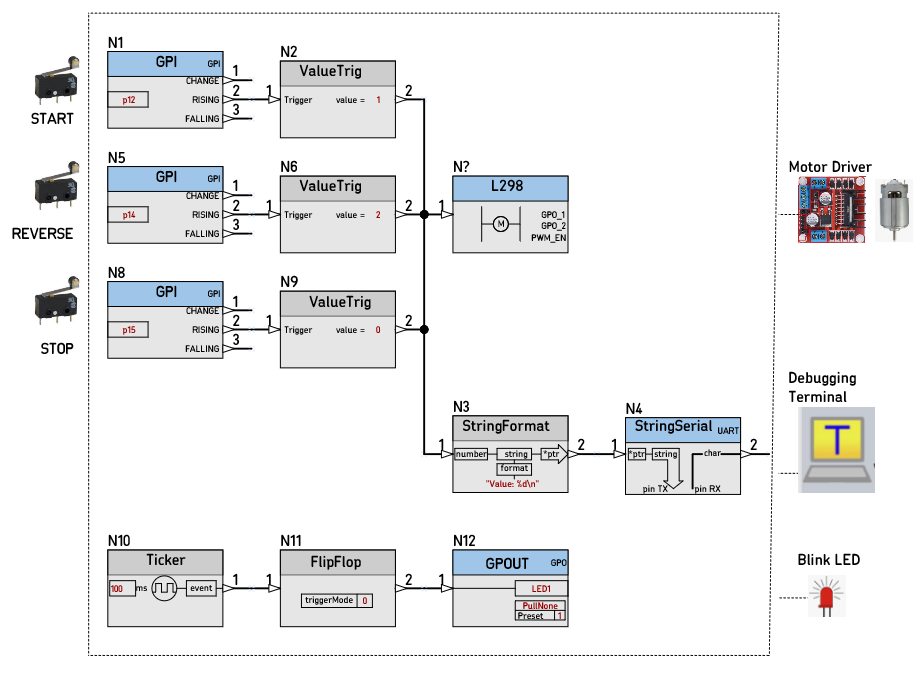 N1
GPI GPI
CHANGE 1
p12 RISING 2
FALLING 3
START
N2
ValueTrig
1 Trigger value = 1 2
N5
GPI GPI
CHANGE 1
p14 RISING 2
FALLING 3
REVERSE
N6
ValueTrig
1 Trigger value = 2 2
N?
L298
1 M GPO_1
GPO_2
PWM_EN
Motor Driver
N8
GPI GPI
CHANGE 1
p15 RISING 2
FALLING 3
STOP
N9
ValueTrig
1 Trigger value = 0 2
N3
StringFormat
1 number string *ptr 2
format
"Value: %d\n"
N4
StringSerial UART
1 *ptr string char 2
pin TX pin RX
Debugging
Terminal
T
N10
Ticker
100 ms event 1
N11
FlipFlop
1 2
triggerMode 0
N12
GPOUT GPO
1 LED1
PullNone
Preset 1
Blink LED